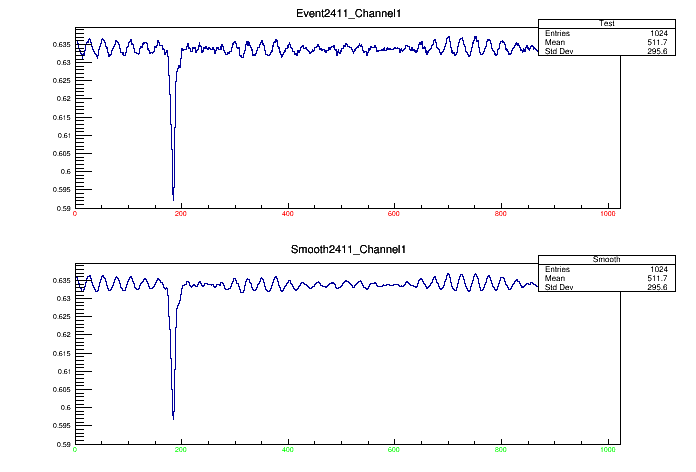 Event2411_Channel1
Test
Entries 1024
Mean 511.7
Std Dev 295.6
0.635
0.63
0.625
0.62
0.615
0.61
0.605
0.6
0.595
0.59
0 200 400 600 800 1000
Smooth2411_Channel1
Smooth
Entries 1024
Mean 511.7
Std Dev 295.6
0.635
0.63
0.625
0.62
0.615
0.61
0.605
0.6
0.595
0.59
0 200 400 600 800 1000